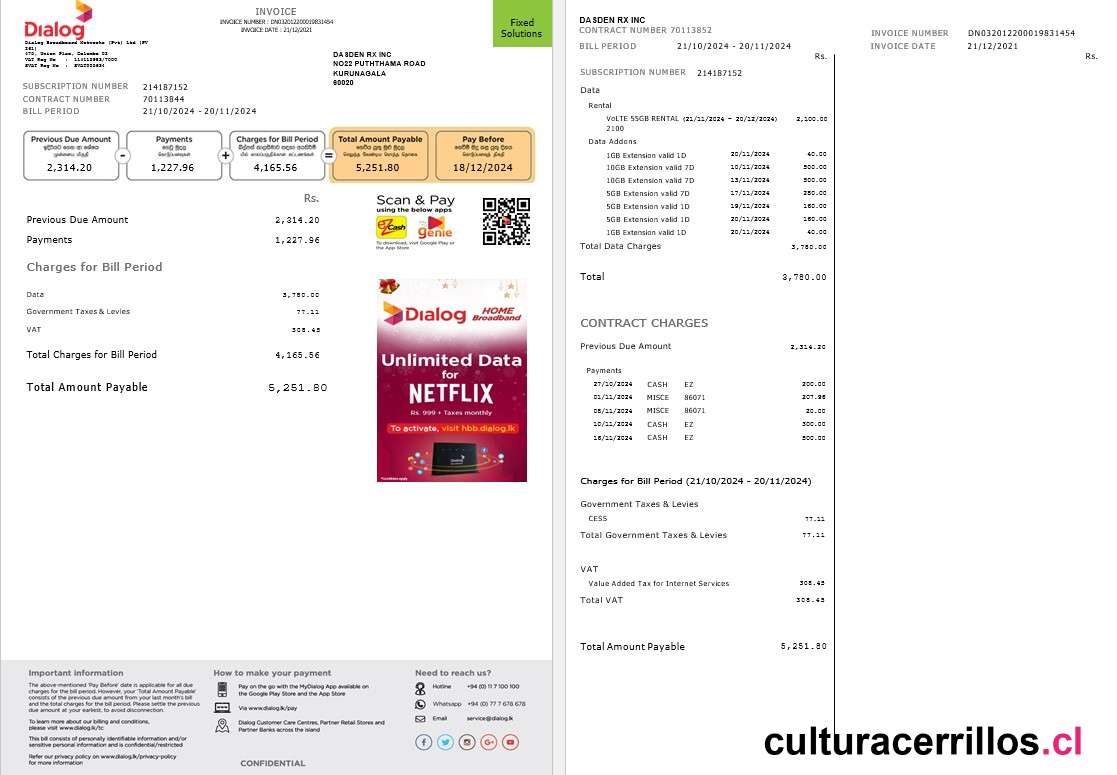 Dialog
INVOICE
INVOICE NUMBER : DN032012200019831454
INVOICE DATE : 21/12/2021
Fixed
Solutions
Dialog Broadband Networks (Pvt) Ltd (PV
261)
475, Union Place, Colombo 02
VAT Reg No :
SVAT Reg No :
DASDEN RX INC
NO22 PUTHTHAMA ROAD
KURUNAGALA
60020
SUBSCRIPTION NUMBER 214187152
CONTRACT NUMBER 70113844
BILL PERIOD 21/10/2024 - 20/11/2024
Previous Due Amount
2,314.20
-
Payments
1,227.96
+
Charges for Bill Period
4,165.56
=
Total Amount Payable
5,251.80
Pay Before
18/12/2024
Rs.
Previous Due Amount 2,314.20
Payments 1,227.96
Charges for Bill Period
Data 3,780.00
Government Taxes & Levies 77.11
VAT 308.45
Total Charges for Bill Period 4,165.56
Total Amount Payable 5,251.80
Scan & Pay
using the below apps
eZ Cash
genie
To download, visit Google Play or
the App Store
Dialog HOME Broadband
Unlimited Data
for
NETFLIX
Rs. 999 + Taxes monthly
To activate, visit hbb.dialog.lk
*Conditions apply
Important information
The above-mentioned 'Pay Before' date is applicable for all due
charges for the bill period. However, your 'Total Amount Payable'
consists of the previous due amount from your last month's bill
and the total charges for the bill period. Please settle the previous
due amount at your earliest, to avoid disconnection.
To learn more about our billing and conditions,
please visit www.dialog.lk/tc
This bill consists of personally identifiable information and/or
sensitive personal information and is confidential/restricted
Refer our privacy policy on www.dialog.lk/privacy-policy
for more information
How to make your payment
Pay on the go with the MyDialog App available on
the Google Play Store and the App Store
Via www.dialog.lk/pay
Dialog Customer Care Centres, Partner Retail Stores and
Partner Banks across the island
CONFIDENTIAL
Need to reach us?
Hotline +94 (0) 11 7 100 100
Whatsapp +94 (0) 77 7 678 678
Email service@dialog.lk
DASDEN RX INC
CONTRACT NUMBER 70113852
BILL PERIOD 21/10/2024 - 20/11/2024
Rs.
INVOICE NUMBER DN032012200019831454
INVOICE DATE 21/12/2021
Rs.
SUBSCRIPTION NUMBER 214187152
Data
Rental
VoLTE 55GB RENTAL (21/11/2024 - 20/12/2024) 2,100.00
2100
Data Addons
1GB Extension valid 1D 20/11/2024 40.00
10GB Extension valid 7D 10/11/2024 500.00
10GB Extension valid 7D 13/11/2024 500.00
5GB Extension valid 7D 17/11/2024 280.00
5GB Extension valid 1D 19/11/2024 160.00
5GB Extension valid 1D 20/11/2024 160.00
1GB Extension valid 1D 20/11/2024 40.00
Total Data Charges 3,780.00
Total 3,780.00
CONTRACT CHARGES
Previous Due Amount 2,314.20
Payments
27/10/2024 CASH EZ 200.00
01/11/2024 MISCE 86071 207.96
08/11/2024 MISCE 86071 20.00
10/11/2024 CASH EZ 300.00
16/11/2024 CASH EZ 500.00
Charges for Bill Period (21/10/2024 - 20/11/2024)
Government Taxes & Levies
CESS 77.11
Total Government Taxes & Levies 77.11
VAT
Value Added Tax for Internet Services 308.45
Total VAT 308.45
Total Amount Payable 5,251.80
culturacerrillos.cl